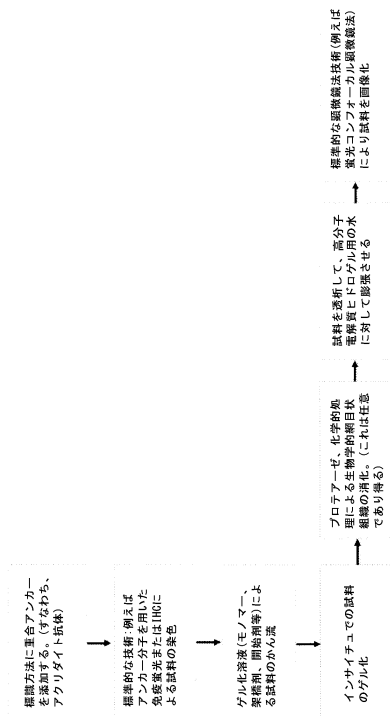 標識方法に重合アンカー
を添加する。(すなわち、
アクリダイト抗体)
標準的な技術:例えば
アンカー分子を用いた
免疫蛍光またはIHCに
よる試料の染色
ゲル化溶液(モノマー、
架橋剤、開始剤等)によ
る試料のかん流
インサイチュでの試料
のゲル化
プロテアーゼ、化学的処
理による生物学的網目状
組織の消化。(これは任意
であり得る)
試料を透析して、高分子
電解質ヒドロゲル用の水
に対して膨張させる
標準的な顕微鏡法技術(例えば
蛍光コンフォーカル顕微鏡法)
により試料を画像化